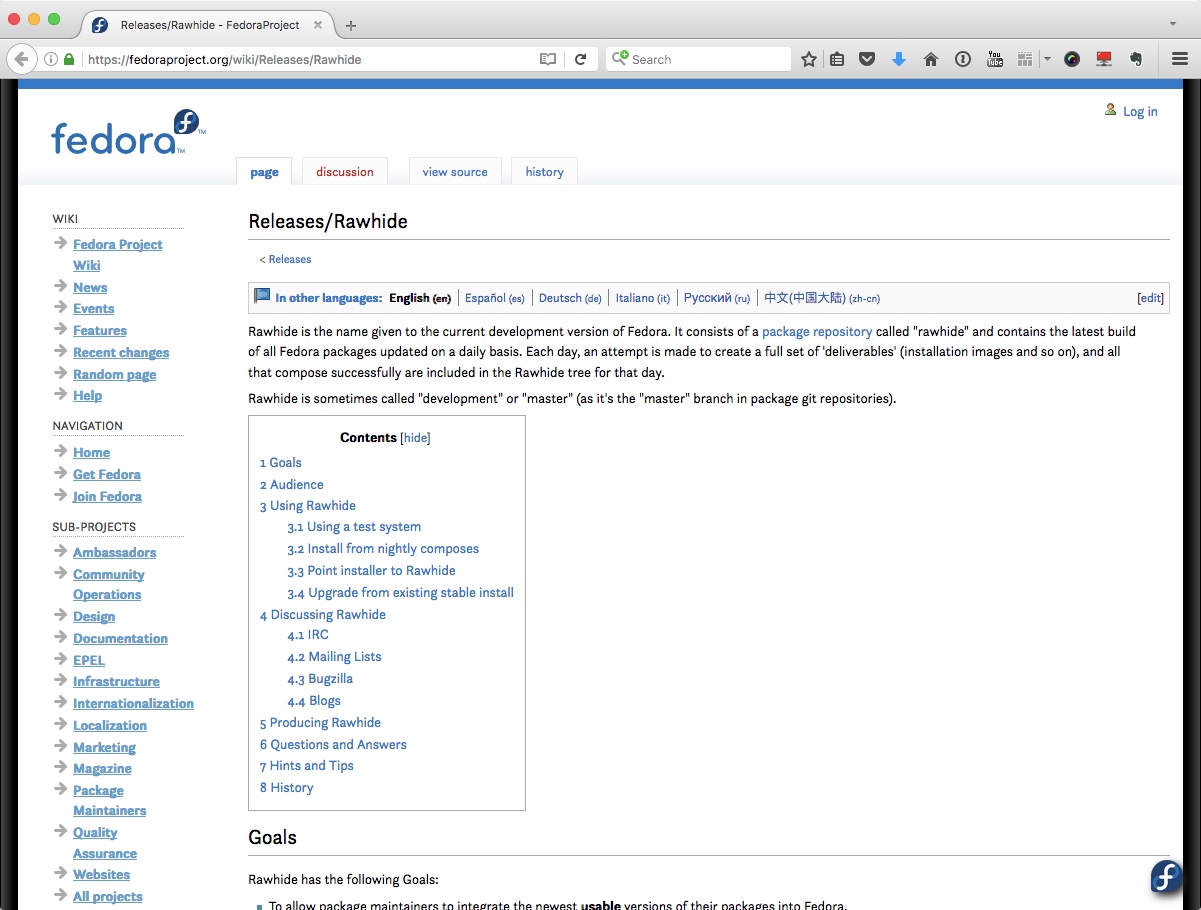 Releases/Rawhide - FedoraProject
https://fedoraproject.org/wiki/Releases/Rawhide
Search
You
Tube
fedora
TM
TM
Log in
page
discussion
view source
history
WIKI
Fedora Project
Wiki
News
Events
Features
Recent changes
Random page
Help
NAVIGATION
Home
Get Fedora
Join Fedora
SUB-PROJECTS
Ambassadors
Community
Operations
Design
Documentation
EPEL
Infrastructure
Internationalization
Localization
Marketing
Magazine
Package
Maintainers
Quality
Assurance
Websites
All projects
Releases/Rawhide
< Releases
In other languages: English (en) | Español (es) | Deutsch (de) | Italiano (it) | Русский (ru) | 中文(中国大陆) (zh-cn) [edit]
Rawhide is the name given to the current development version of Fedora. It consists of a package repository called "rawhide" and contains the latest build
of all Fedora packages updated on a daily basis. Each day, an attempt is made to create a full set of 'deliverables' (installation images and so on), and all
that compose successfully are included in the Rawhide tree for that day.
Rawhide is sometimes called "development" or "master" (as it's the "master" branch in package git repositories).
Contents [hide]
1 Goals
2 Audience
3 Using Rawhide
3.1 Using a test system
3.2 Install from nightly composes
3.3 Point installer to Rawhide
3.4 Upgrade from existing stable install
4 Discussing Rawhide
4.1 IRC
4.2 Mailing Lists
4.3 Bugzilla
4.4 Blogs
5 Producing Rawhide
6 Questions and Answers
7 Hints and Tips
8 History
Goals
Rawhide has the following Goals:
To allow package maintainers to integrate the newest usable versions of their packages into Fedora.